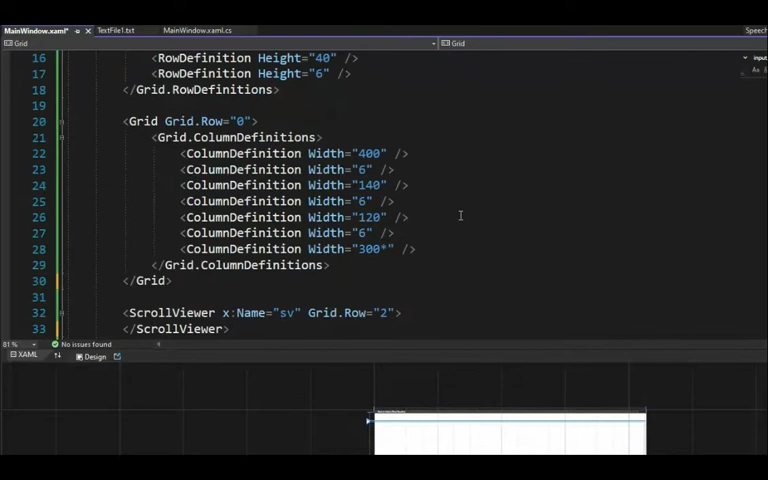 MainWindow.xaml* TextFile1.txt MainWindow.xaml.cs Speech
Grid Grid
16 <RowDefinition Height="40" /> input
17 <RowDefinition Height="6" /> Aa
18 </Grid.RowDefinitions>
19
20 <Grid Grid.Row="0">
21 <Grid.ColumnDefinitions>
22 <ColumnDefinition Width="400" />
23 <ColumnDefinition Width="6" />
24 <ColumnDefinition Width="140" />
25 <ColumnDefinition Width="6" />
26 <ColumnDefinition Width="120" />
27 <ColumnDefinition Width="6" />
28 <ColumnDefinition Width="300*" />
29 </Grid.ColumnDefinitions>
30 </Grid>
31
32 <ScrollViewer x:Name="sv" Grid.Row="2">
33 </ScrollViewer>
81 % No issues found
XAML Design